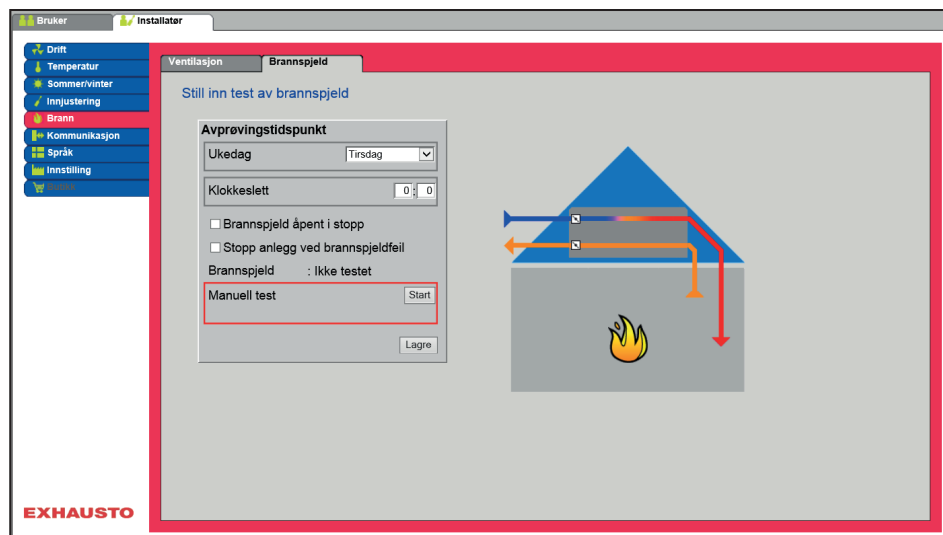 Bruker Installatør
Drift
Temperatur
Sommer/vinter
Innjustering
Brann
Kommunikasjon
Språk
Innstilling
Butikk
EXHAUSTO
Ventilasjon Brannspjeld
Still inn test av brannspjeld
Avprøvingstidspunkt
Ukedag Tirsdag
Klokkeslett 0 : 0
Brannspjeld åpent i stopp
Stopp anlegg ved brannspjeldfeil
Brannspjeld : Ikke testet
Manuell test Start
Lagre